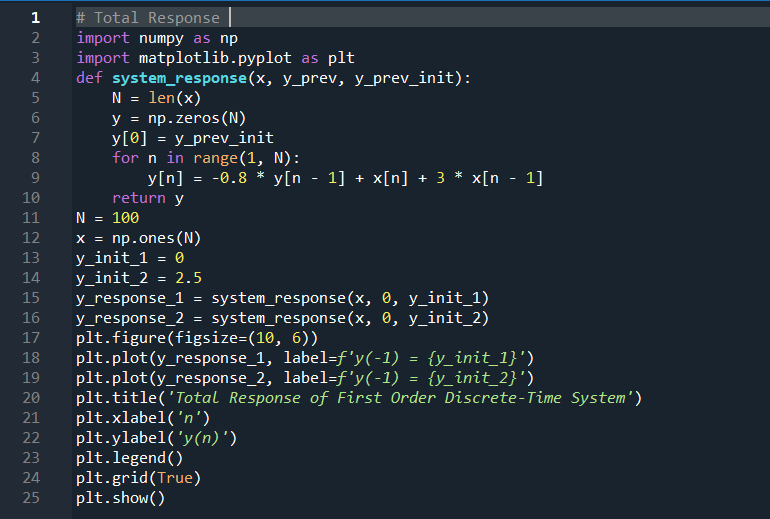 1 # Total Response
2 import numpy as np
3 import matplotlib.pyplot as plt
4 def system_response(x, y_prev, y_prev_init):
5     N = len(x)
6     y = np.zeros(N)
7     y[0] = y_prev_init
8     for n in range(1, N):
9         y[n] = -0.8 * y[n - 1] + x[n] + 3 * x[n - 1]
10     return y
11 N = 100
12 x = np.ones(N)
13 y_init_1 = 0
14 y_init_2 = 2.5
15 y_response_1 = system_response(x, 0, y_init_1)
16 y_response_2 = system_response(x, 0, y_init_2)
17 plt.figure(figsize=(10, 6))
18 plt.plot(y_response_1, label=f'y(-1) = {y_init_1}')
19 plt.plot(y_response_2, label=f'y(-1) = {y_init_2}')
20 plt.title('Total Response of First Order Discrete-Time System')
21 plt.xlabel('n')
22 plt.ylabel('y(n)')
23 plt.legend()
24 plt.grid(True)
25 plt.show()